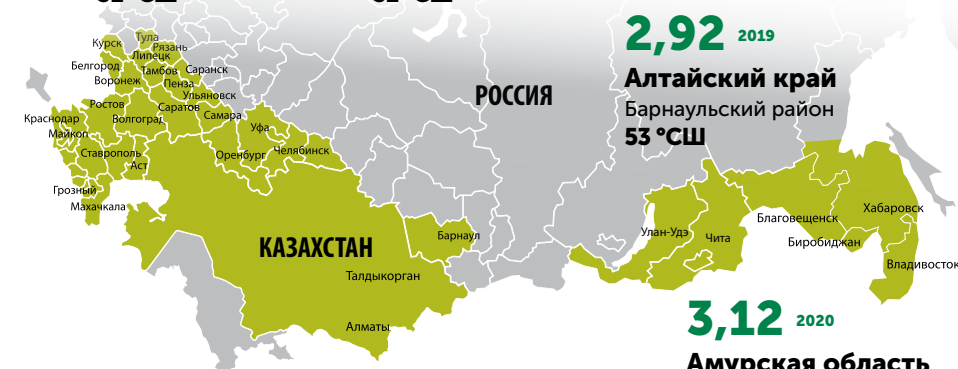 2,92 2019
Алтайский край
Барнаульский район
53 °СШ
РОССИЯ
Тула
Курск
Рязань
Липецк
Белгород
Тамбов
Саранск
Воронеж
Пенза
Ульяновск
Ростов
Саратов
Самара
Краснодар
Волгоград
Уфа
Майкоп
Ставрополь
Оренбург
Челябинск
Аст
Грозный
Махачкала
КАЗАХСТАН
Барнаул
Талдыкорган
Алматы
Улан-Удэ
Чита
Благовещенск
Хабаровск
Биробиджан
Владивосток
3,12 2020
Амурская область